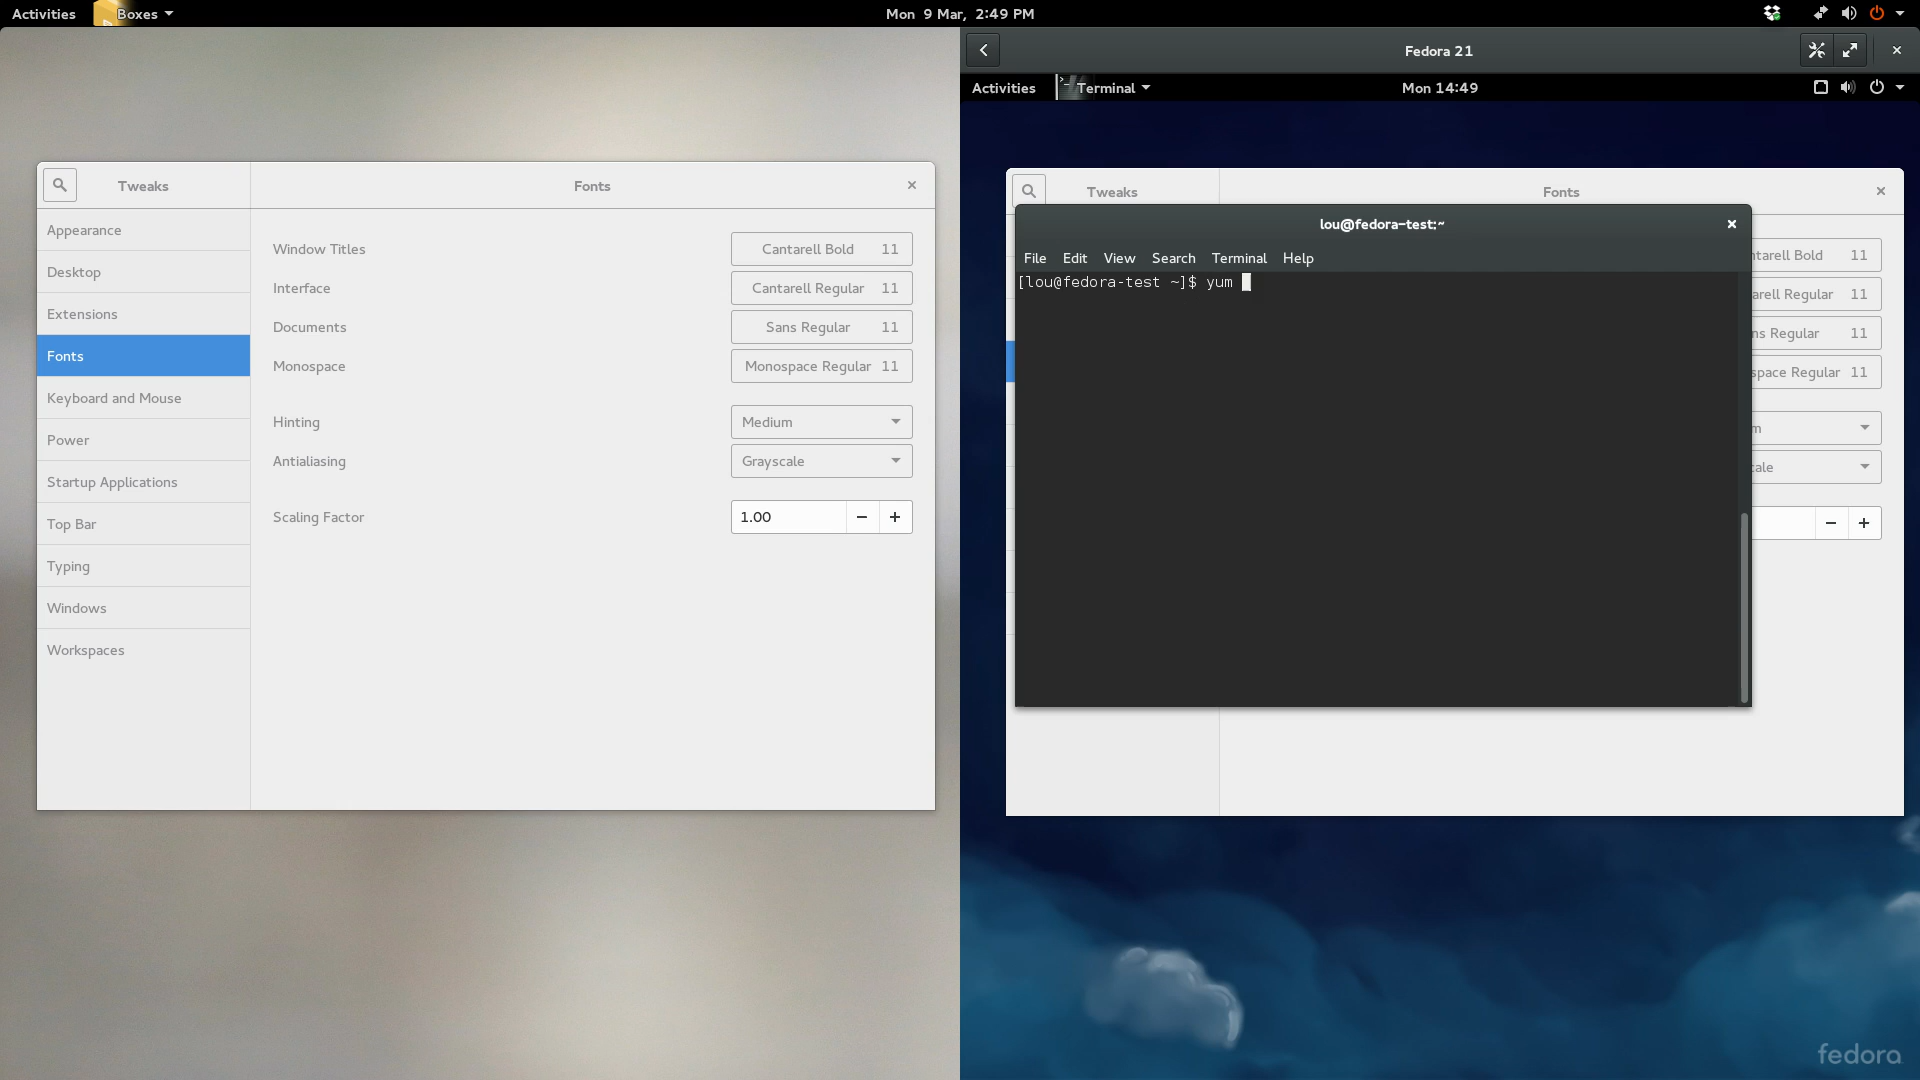 Activities Boxes Mon 9 Mar, 2:49 PM
Tweaks Fonts
Appearance
Desktop
Extensions
Fonts
Keyboard and Mouse
Power
Startup Applications
Top Bar
Typing
Windows
Workspaces
Window Titles Cantarell Bold 11
Interface Cantarell Regular 11
Documents Sans Regular 11
Monospace Monospace Regular 11
Hinting Medium
Antialiasing Grayscale
Scaling Factor 1.00 − +
Fedora 21
Activities Terminal Mon 14:49
Tweaks Fonts
lou@fedora-test:~
File Edit View Search Terminal Help
[lou@fedora-test ~]$ yum
ntarell Bold 11
arell Regular 11
ns Regular 11
space Regular 11
m
cale
− +
fedora